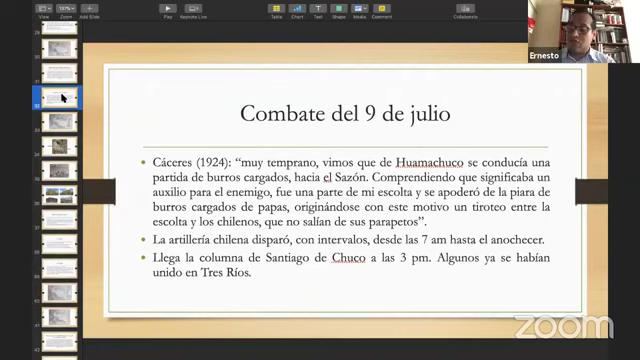 View
Zoom
Add Slide
Play
Keynote Live
Table
Chart
Text
Shape
Media
Comment
Collaborate
Ernesto
Combate del 9 de julio
• Cáceres (1924): “muy temprano, vimos que de Huamachuco se conducía una
partida de burros cargados, hacia el Sazón. Comprendiendo que significaba un
auxilio para el enemigo, fue una parte de mi escolta y se apoderó de la piara de
burros cargados de papas, originándose con este motivo un tiroteo entre la
escolta y los chilenos, que no salían de sus parapetos”.
• La artillería chilena disparó, con intervalos, desde las 7 am hasta el anochecer.
• Llega la columna de Santiago de Chuco a las 3 pm. Algunos ya se habían
unido en Tres Ríos.
zoom